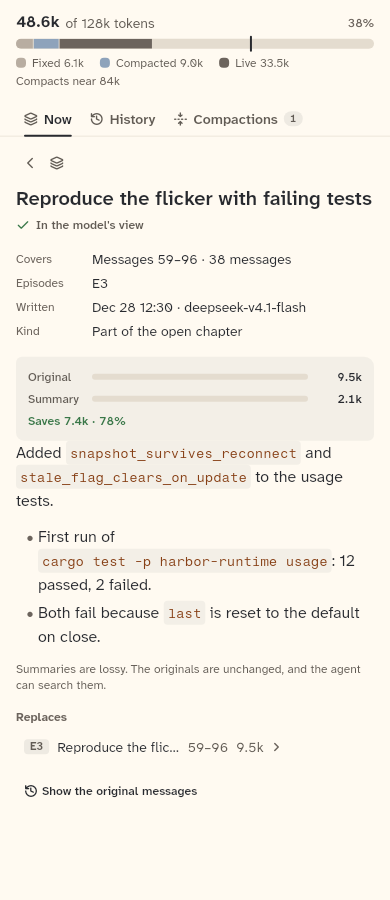 48.6k of 128k tokens 38%
Fixed 6.1k Compacted 9.0k Live 33.5k
Compacts near 84k
Now History Compactions 1
Reproduce the flicker with failing tests
In the model's view
Covers Messages 59–96 · 38 messages
Episodes E3
Written Dec 28 12:30 · deepseek-v4.1-flash
Kind Part of the open chapter
Original 9.5k
Summary 2.1k
Saves 7.4k · 78%
Added snapshot_survives_reconnect and
stale_flag_clears_on_update to the usage
tests.
• First run of
cargo test -p harbor-runtime usage: 12
passed, 2 failed.
• Both fail because last is reset to the default
on close.
Summaries are lossy. The originals are unchanged, and the agent
can search them.
Replaces
E3 Reproduce the flic... 59–96 9.5k
Show the original messages